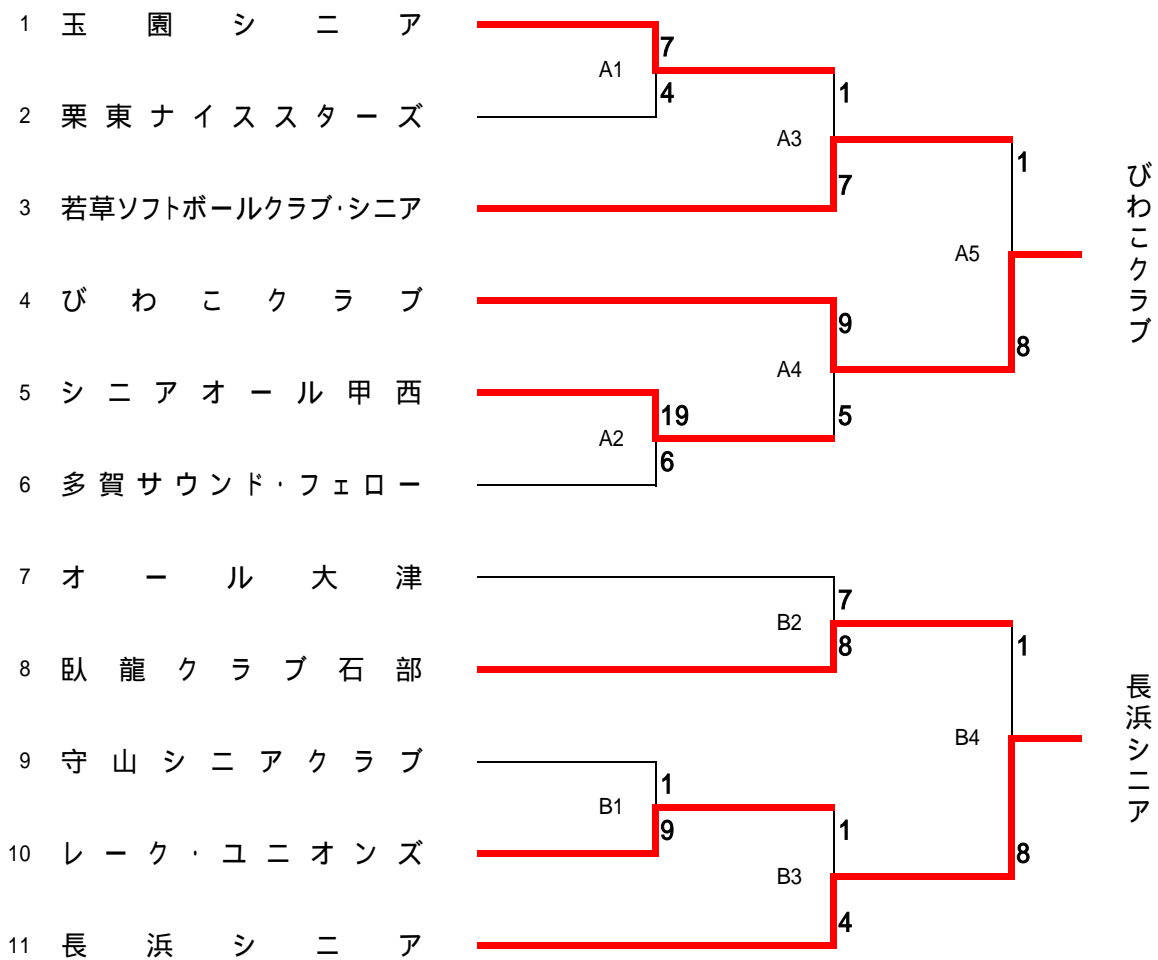 1 玉園シニア
7
A1
4
1
2 栗東ナイススターズ
A3
1
7
3 若草ソフトボールクラブ・シニア
A5
びわこクラブ
4 びわこクラブ
9
8
A4
5 シニアオール甲西
19
5
A2
6
6 多賀サウンド・フェロー
7 オール大津
7
B2
8
1
8 臥龍クラブ石部
B4
長浜シニア
9 守山シニアクラブ
1
B1
9
1
10 レーク・ユニオンズ
8
B3
4
11 長浜シニア